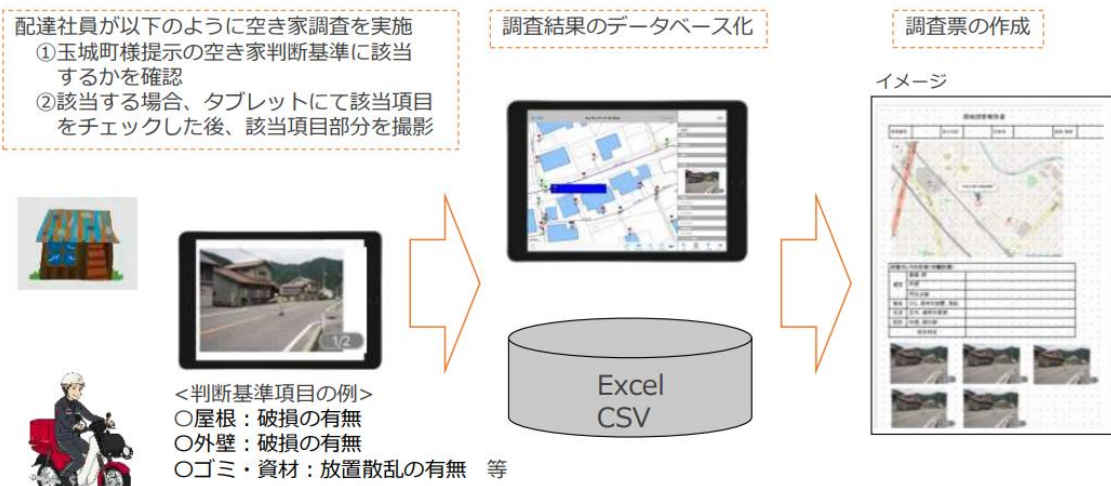 配達社員が以下のように空き家調査を実施
①玉城町様提示の空き家判断基準に該当
するかを確認
②該当する場合、タブレットにて該当項目
をチェックした後、該当項目部分を撮影
1/2
<判断基準項目の例>
○屋根：破損の有無
○外壁：破損の有無
○ゴミ・資材：放置散乱の有無　等
調査結果のデータベース化
Excel
CSV
調査票の作成
イメージ